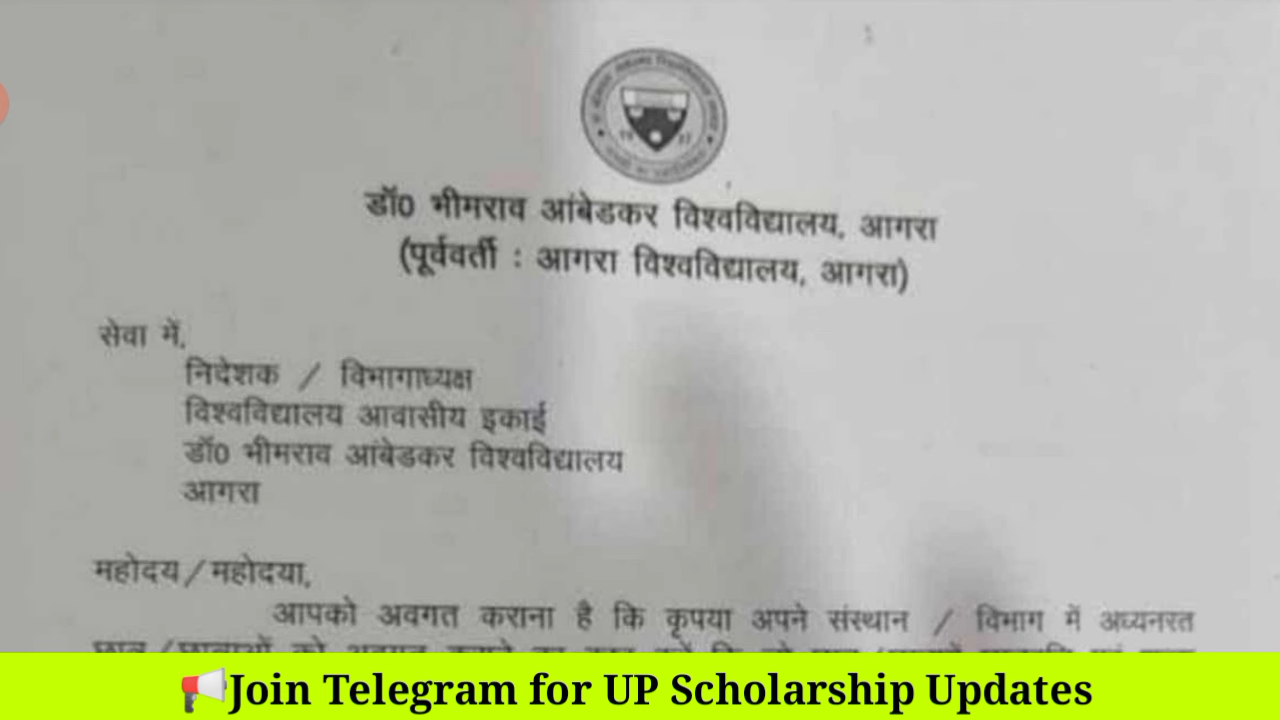 डॉ0 भीमराव आंबेडकर विश्वविद्यालय, आगरा
(पूर्ववर्ती : आगरा विश्वविद्यालय, आगरा)
सेवा में,
निदेशक / विभागाध्यक्ष
विश्वविद्यालय आवासीय इकाई
डॉ0 भीमराव आंबेडकर विश्वविद्यालय
आगरा
महोदय/महोदया,
आपको अवगत कराना है कि कृपया अपने संस्थान / विभाग में अध्यनरत
Join Telegram for UP Scholarship Updates